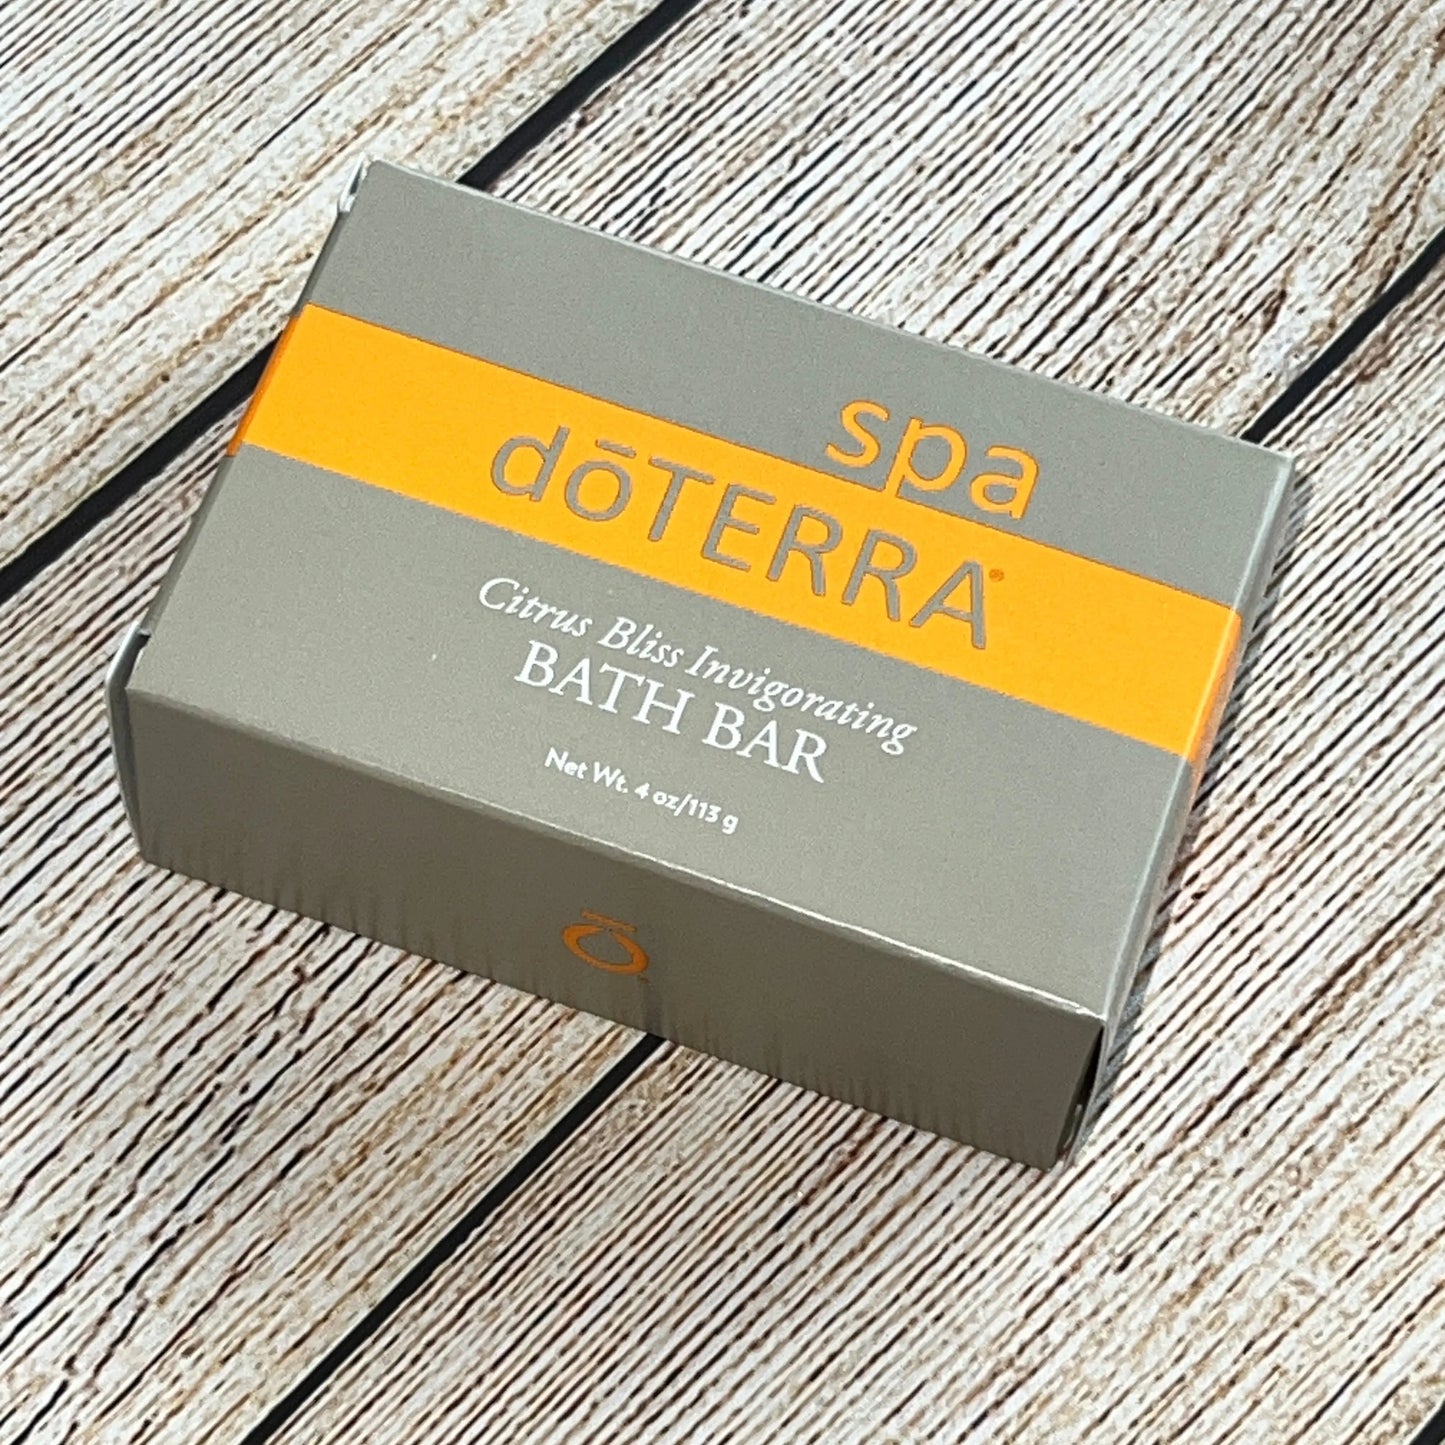 spa
dōTERRA®
Citrus Bliss Invigorating
BATH BAR
Net Wt. 4 oz/113 g
Ō